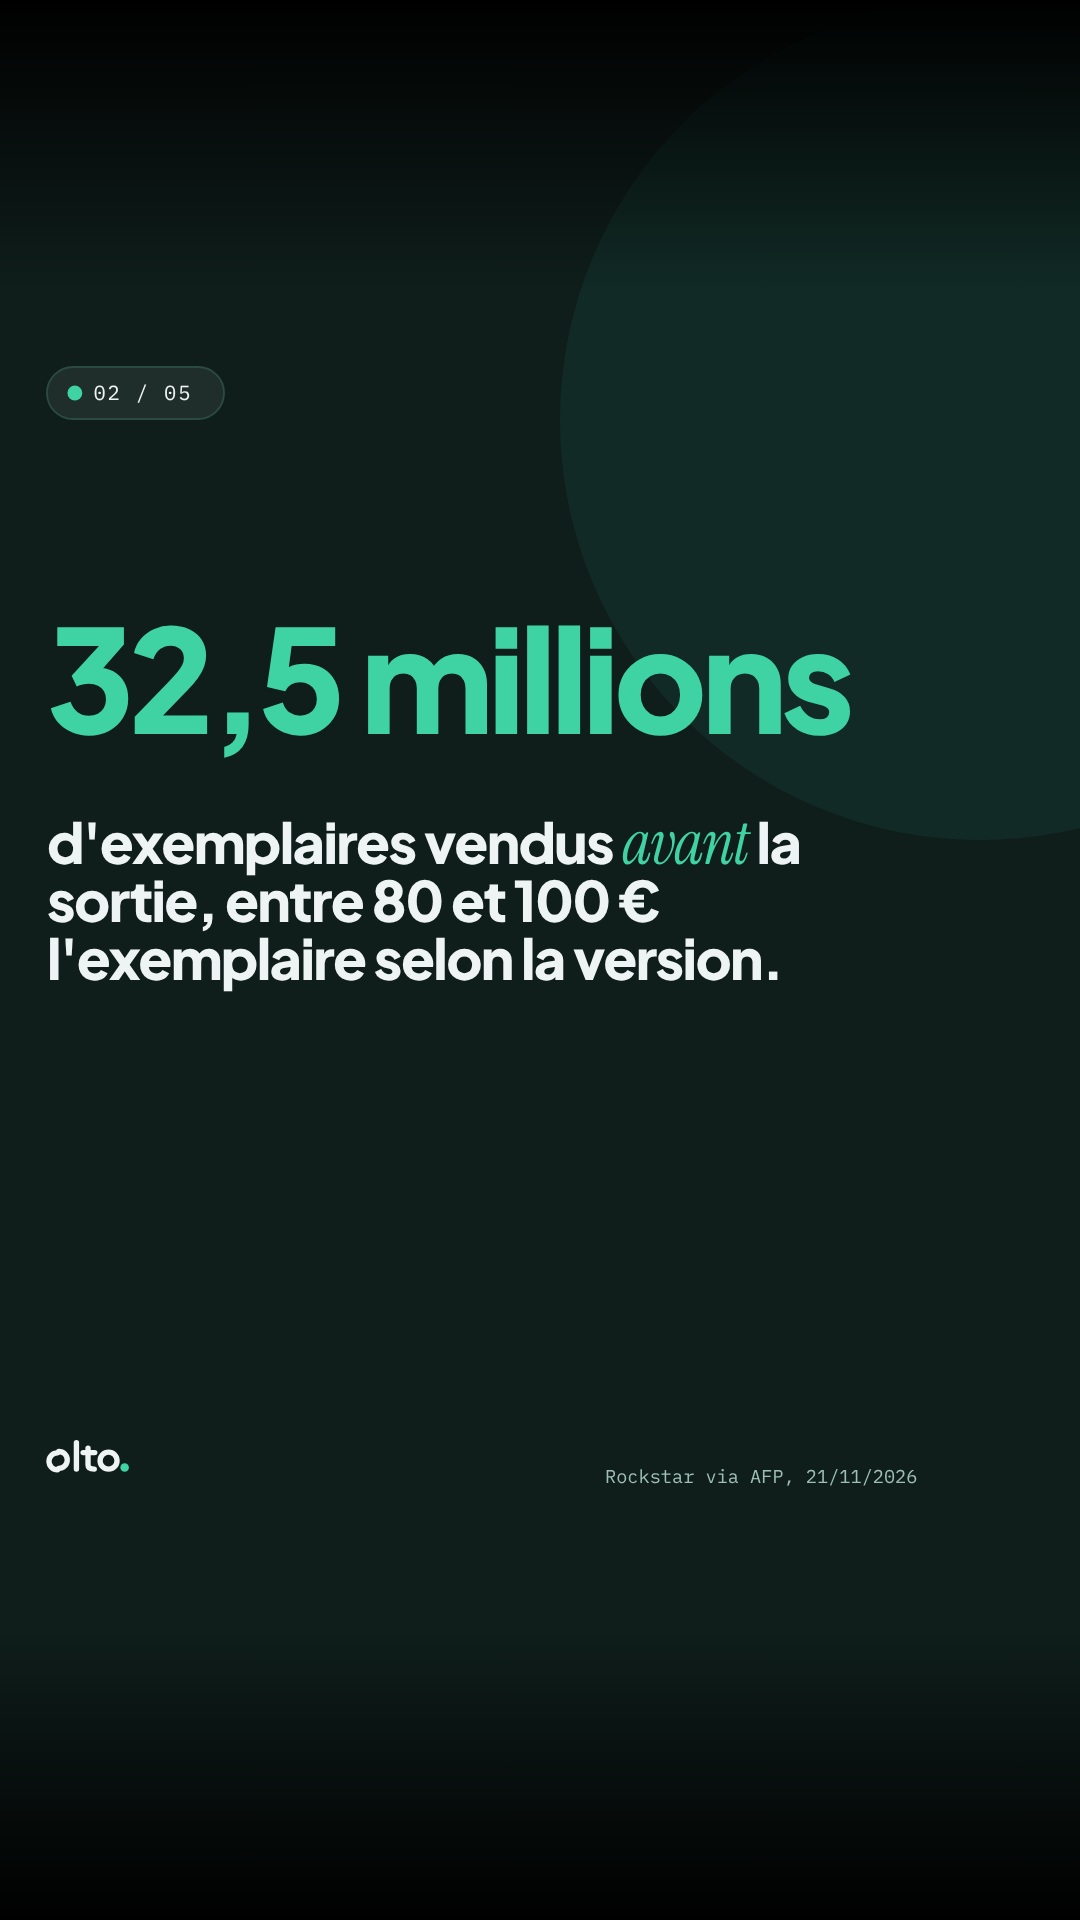 02 / 05
32,5 millions
d'exemplaires vendus avant la
sortie, entre 80 et 100 €
l'exemplaire selon la version.
olto.
Rockstar via AFP, 21/11/2026